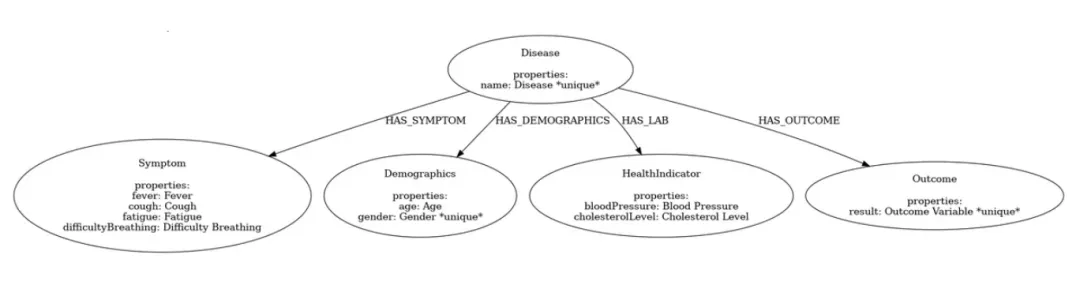 Disease
properties:
name: Disease *unique*
HAS_SYMPTOM
HAS_DEMOGRAPHICS
HAS_LAB
HAS_OUTCOME
Symptom
properties:
fever: Fever
cough: Cough
fatigue: Fatigue
difficultyBreathing: Difficulty Breathing
Demographics
properties:
age: Age
gender: Gender *unique*
HealthIndicator
properties:
bloodPressure: Blood Pressure
cholesterolLevel: Cholesterol Level
Outcome
properties:
result: Outcome Variable *unique*